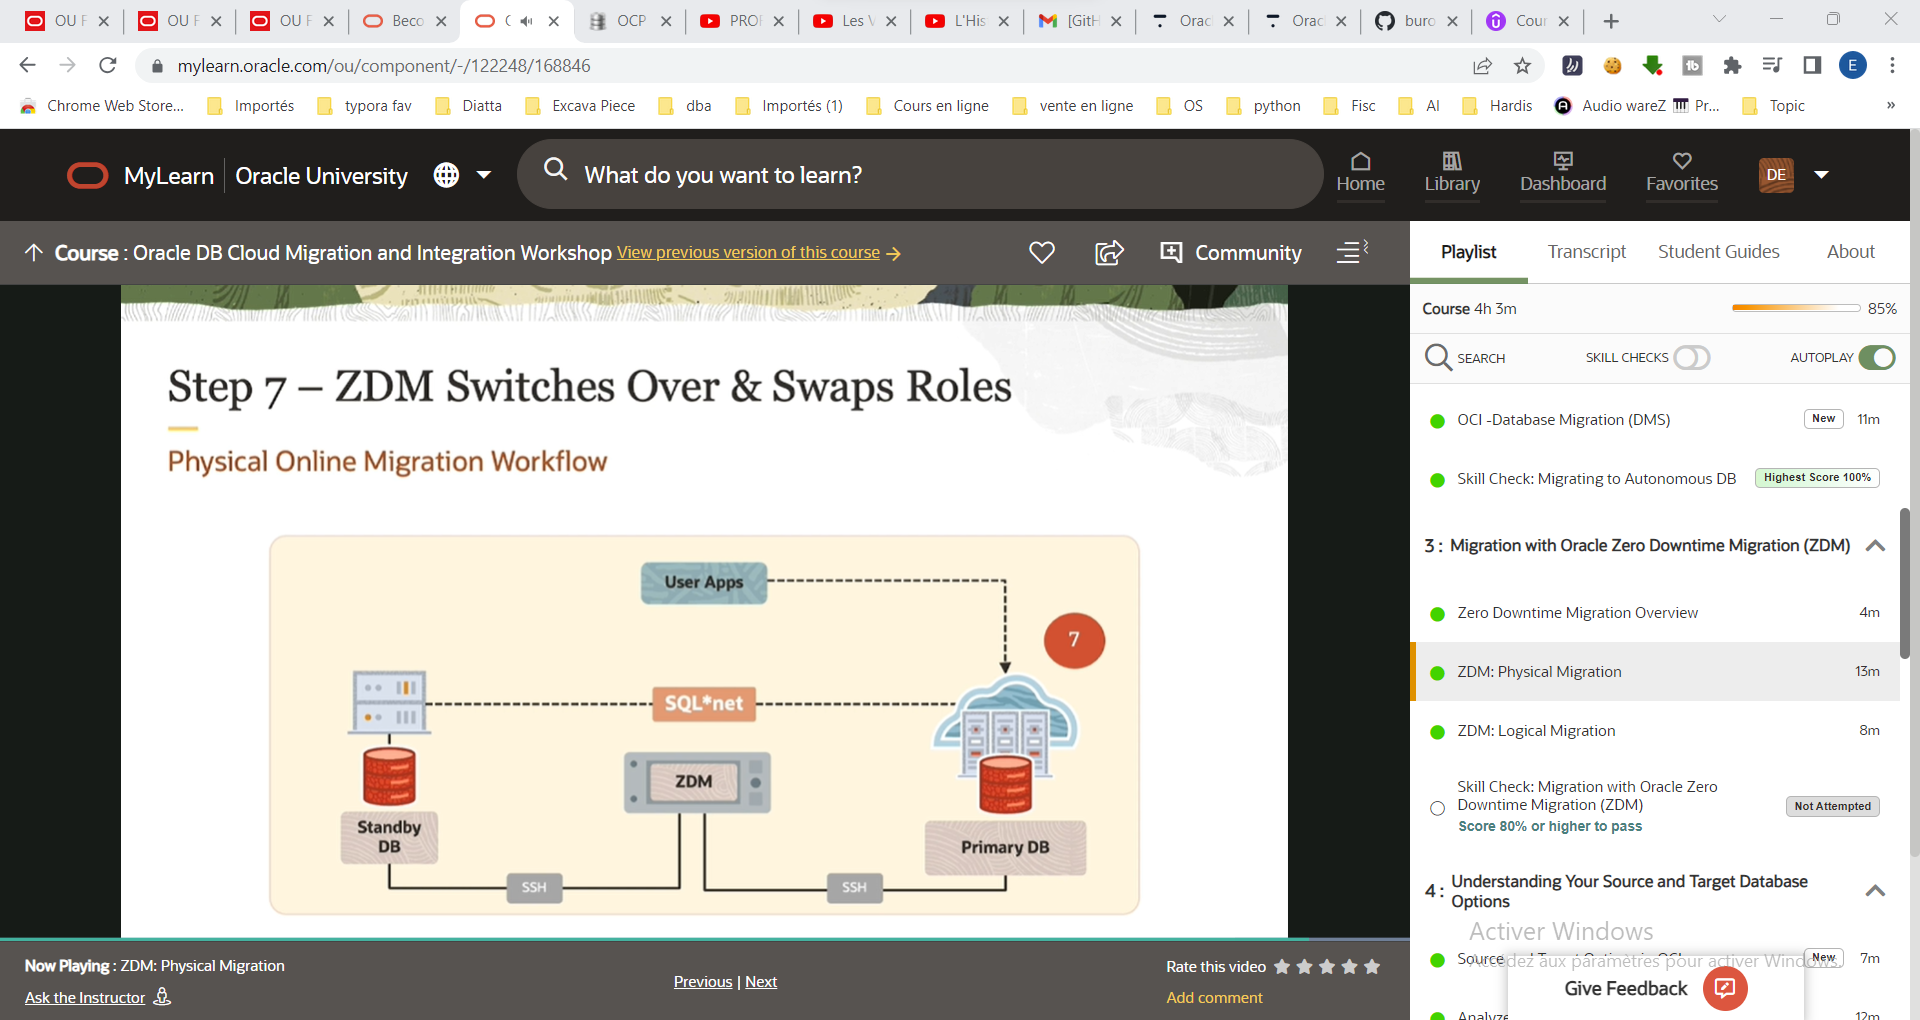 OU F
OU F
OU F
Beco
OCP
PROF
Les V
L'His
[GitH
Orac
Orac
buro
Cour
mylearn.oracle.com/ou/component/-/122248/168846
E
Chrome Web Store...
Importés
typora fav
Diatta
Excava Piece
dba
Importés (1)
Cours en ligne
vente en ligne
OS
python
Fisc
AI
Hardis
Audio wareZ
Pr...
Topic
»
MyLearn
Oracle University
What do you want to learn?
Home
Library
Dashboard
Favorites
DE
Course : Oracle DB Cloud Migration and Integration Workshop View previous version of this course
Community
Playlist
Transcript
Student Guides
About
Course 4h 3m
85%
SEARCH
SKILL CHECKS
AUTOPLAY
Step 7 – ZDM Switches Over & Swaps Roles
Physical Online Migration Workflow
User Apps
7
SQL*net
ZDM
Standby
DB
Primary DB
SSH
SSH
OCI -Database Migration (DMS)
New
11m
Skill Check: Migrating to Autonomous DB
Highest Score 100%
3 : Migration with Oracle Zero Downtime Migration (ZDM)
Zero Downtime Migration Overview
4m
ZDM: Physical Migration
13m
ZDM: Logical Migration
8m
Skill Check: Migration with Oracle Zero
Downtime Migration (ZDM)
Not Attempted
Score 80% or higher to pass
4 : Understanding Your Source and Target Database
Options
Activer Windows
Accédez aux paramètres pour activer Windows.
New
7m
Give Feedback
Analyze
12m
Now Playing : ZDM: Physical Migration
Ask the Instructor
Previous | Next
Rate this video
Add comment